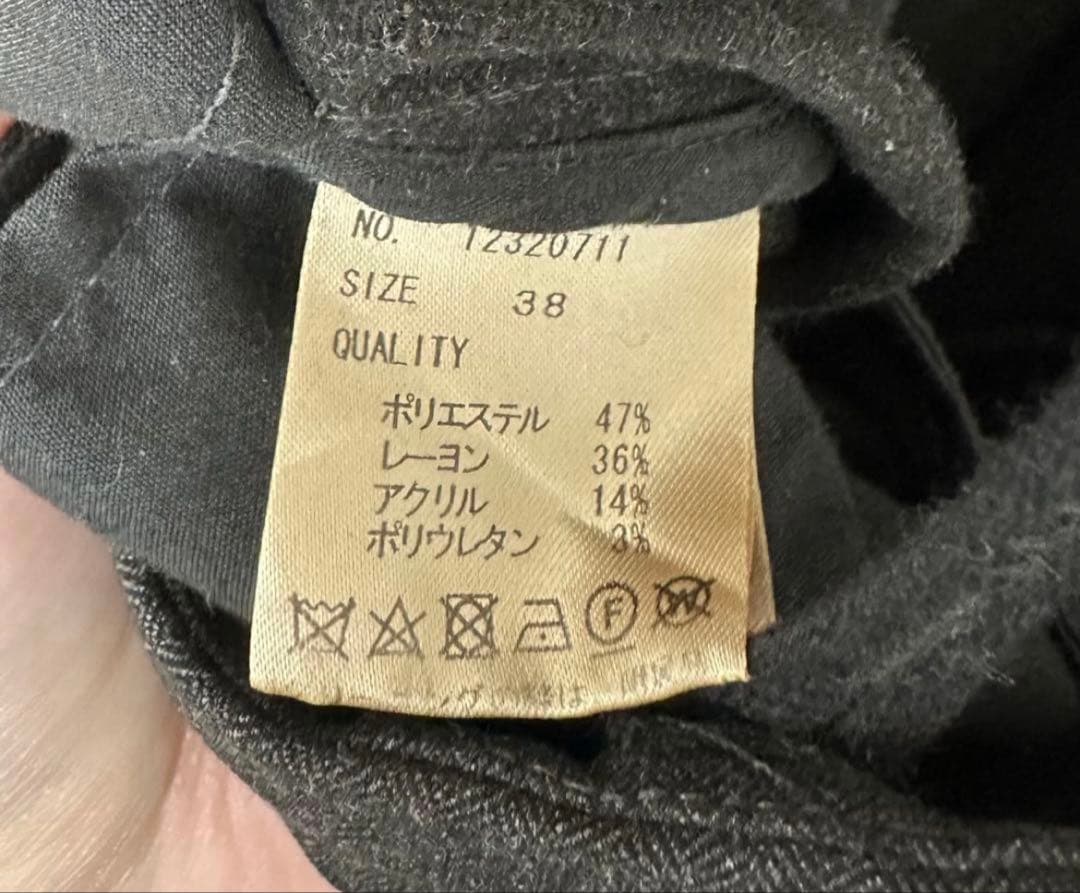 NO. 12320711
SIZE 38
QUALITY
ポリエステル 47%
レーヨン 36%
アクリル 14%
ポリウレタン 3%
F
W